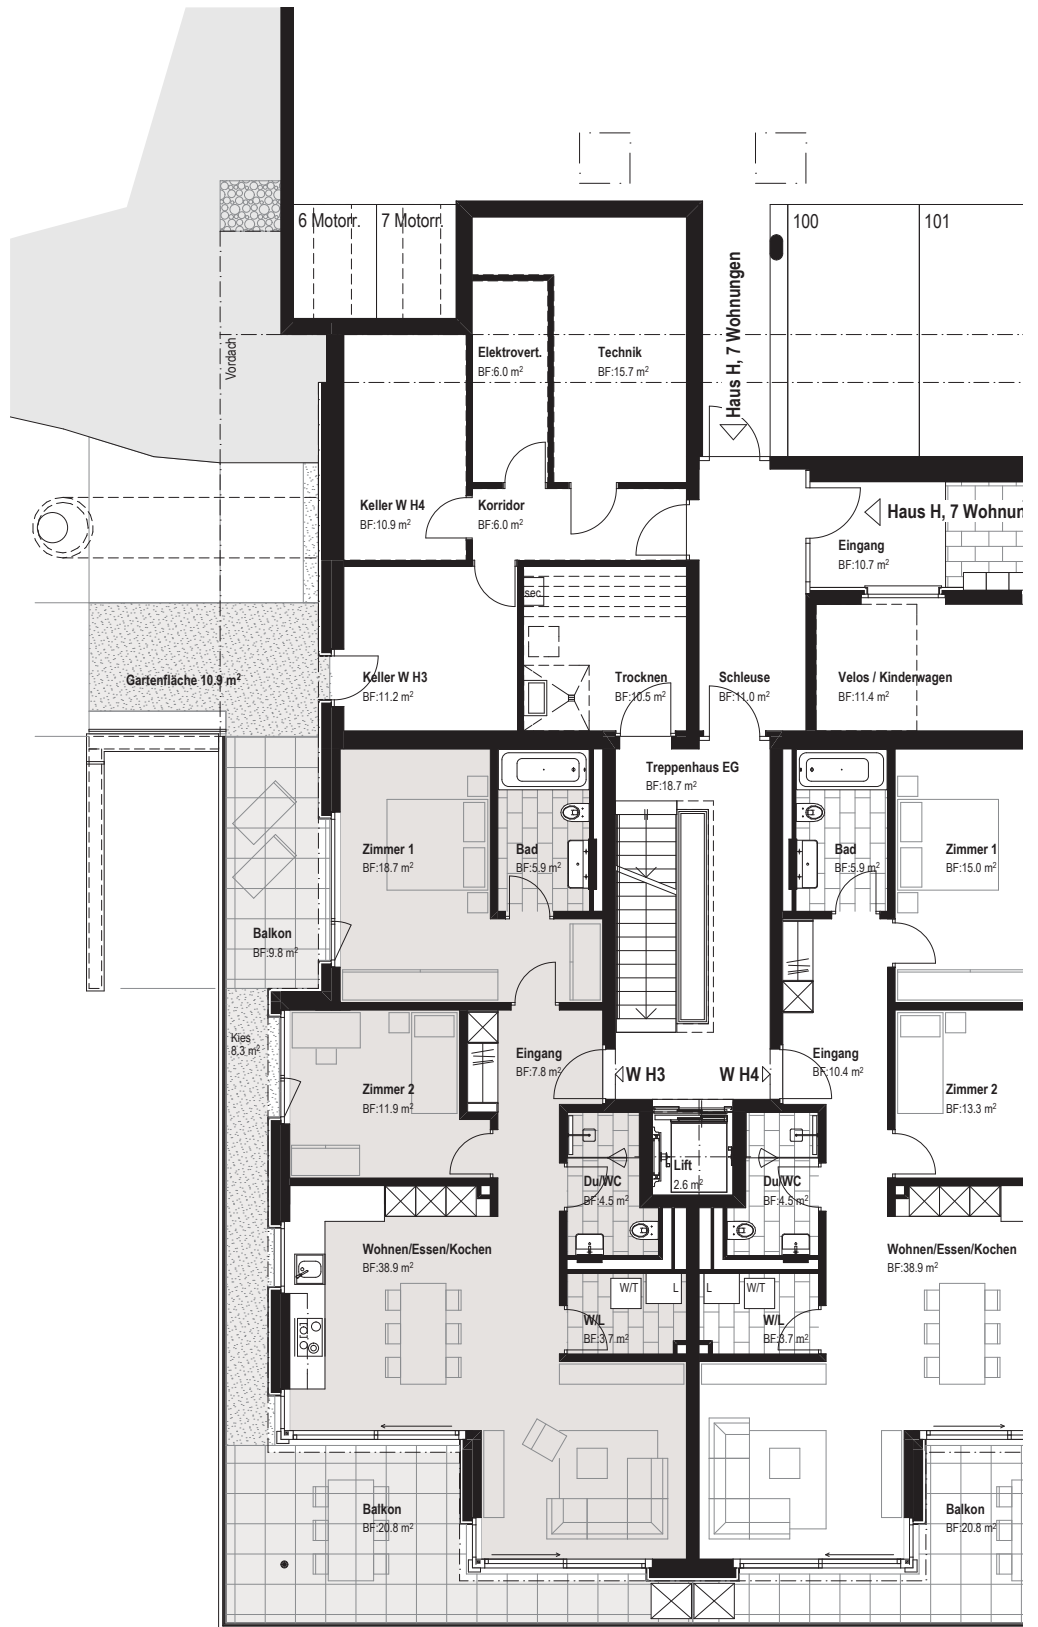 6 Motorr.
7 Motorr.
100
101
Haus H, 7 Wohnungen
Vordach
Elektrovert.
BF:6.0 m²
Technik
BF:15.7 m²
Keller W H4
BF:10.9 m²
Korridor
BF:6.0 m²
Haus H, 7 Wohnun
Eingang
BF:10.7 m²
sec
Gartenfläche 10.9 m²
Keller W H3
BF:11.2 m²
Trocknen
BF:10.5 m²
Schleuse
BF:11.0 m²
Velos / Kinderwagen
BF:11.4 m²
Treppenhaus EG
BF:18.7 m²
Zimmer 1
BF:18.7 m²
Bad
BF:5.9 m²
Bad
BF:5.9 m²
Zimmer 1
BF:15.0 m²
Balkon
BF:9.8 m²
Kies
8.3 m²
Eingang
BF:7.8 m²
W H3
W H4
Eingang
BF:10.4 m²
Zimmer 2
BF:11.9 m²
Zimmer 2
BF:13.3 m²
Du/WC
BF:4.5 m²
Lift
2.6 m²
Du/WC
BF:4.5 m²
Wohnen/Essen/Kochen
BF:38.9 m²
Wohnen/Essen/Kochen
BF:38.9 m²
W/T
L
L
W/T
W/L
BF:3.7 m²
W/L
BF:3.7 m²
Balkon
BF:20.8 m²
Balkon
BF:20.8 m²